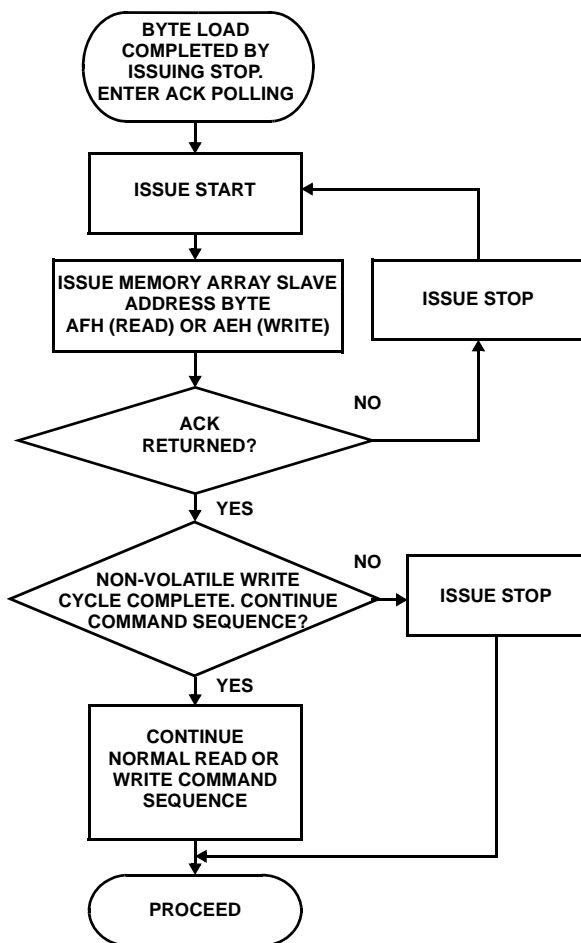 BYTE LOAD
COMPLETED BY
ISSUING STOP.
ENTER ACK POLLING
ISSUE START
ISSUE MEMORY ARRAY SLAVE
ADDRESS BYTE
AFH (READ) OR AEH (WRITE)
ISSUE STOP
ACK
RETURNED?
NO
YES
NON-VOLATILE WRITE
CYCLE COMPLETE. CONTINUE
COMMAND SEQUENCE?
NO
ISSUE STOP
YES
CONTINUE
NORMAL READ OR
WRITE COMMAND
SEQUENCE
PROCEED